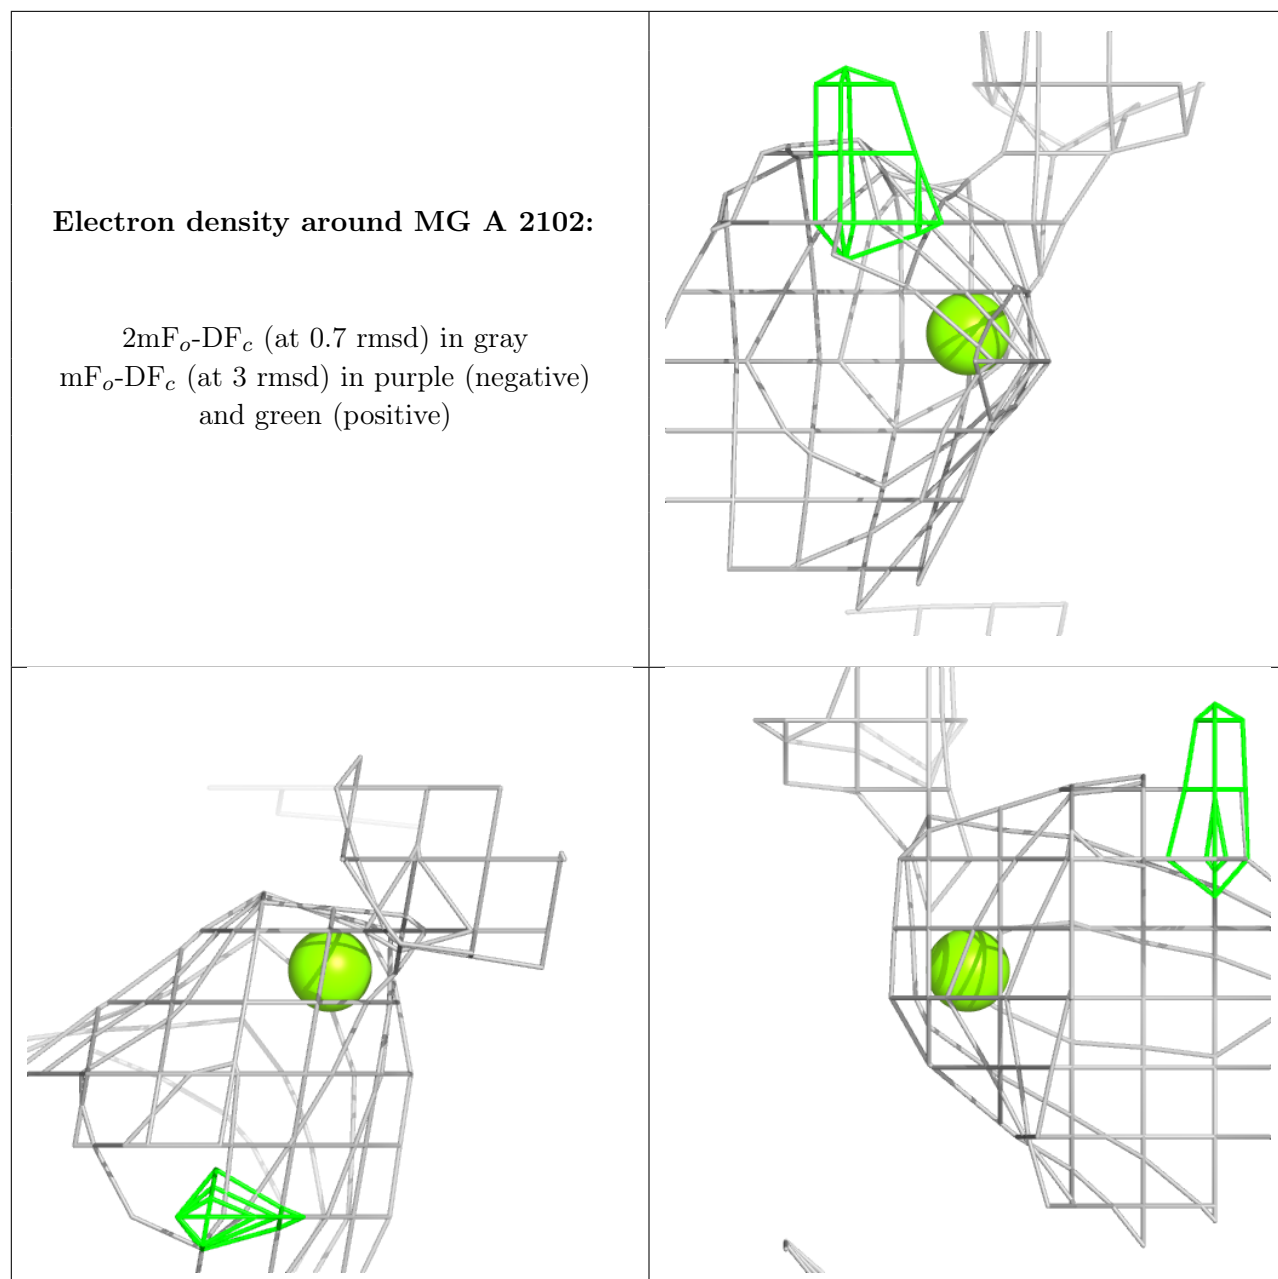 Electron density around MG A 2102:
2mFo-DFc (at 0.7 rmsd) in gray
mFo-DFc (at 3 rmsd) in purple (negative)
and green (positive)